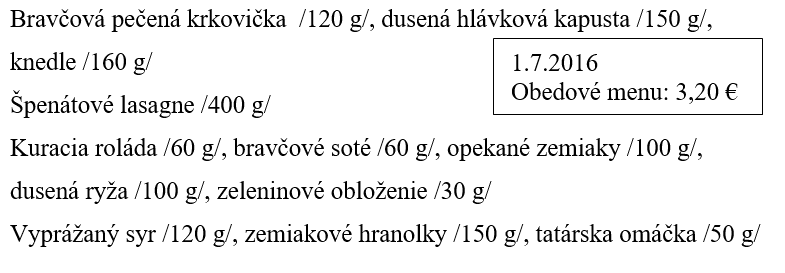 Bravčová pečená krkovička /120 g/, dusená hlávková kapusta /150 g/,
knedle /160 g/
1.7.2016
Obedové menu: 3,20 €
Špenátové lasagne /400 g/
Kuracia roláda /60 g/, bravčové soté /60 g/, opekané zemiaky /100 g/,
dusená ryža /100 g/, zeleninové obloženie /30 g/
Vyprážaný syr /120 g/, zemiakové hranolky /150 g/, tatárska omáčka /50 g/